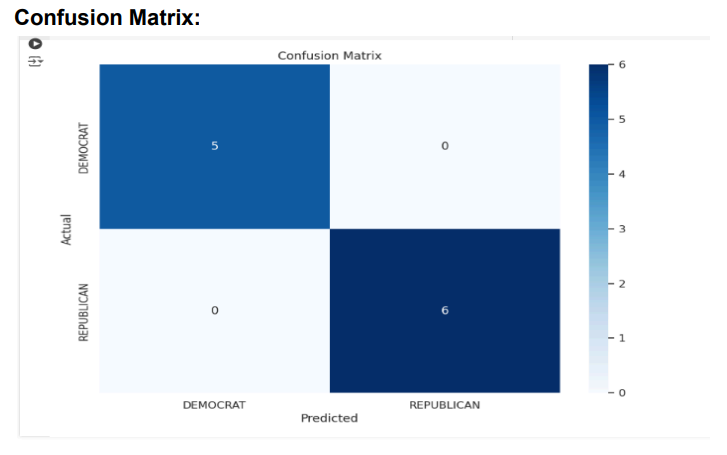 Confusion Matrix:
Confusion Matrix
Actual
DEMOCRAT
REPUBLICAN
5
0
0
6
DEMOCRAT
REPUBLICAN
Predicted
6
5
4
3
2
1
0